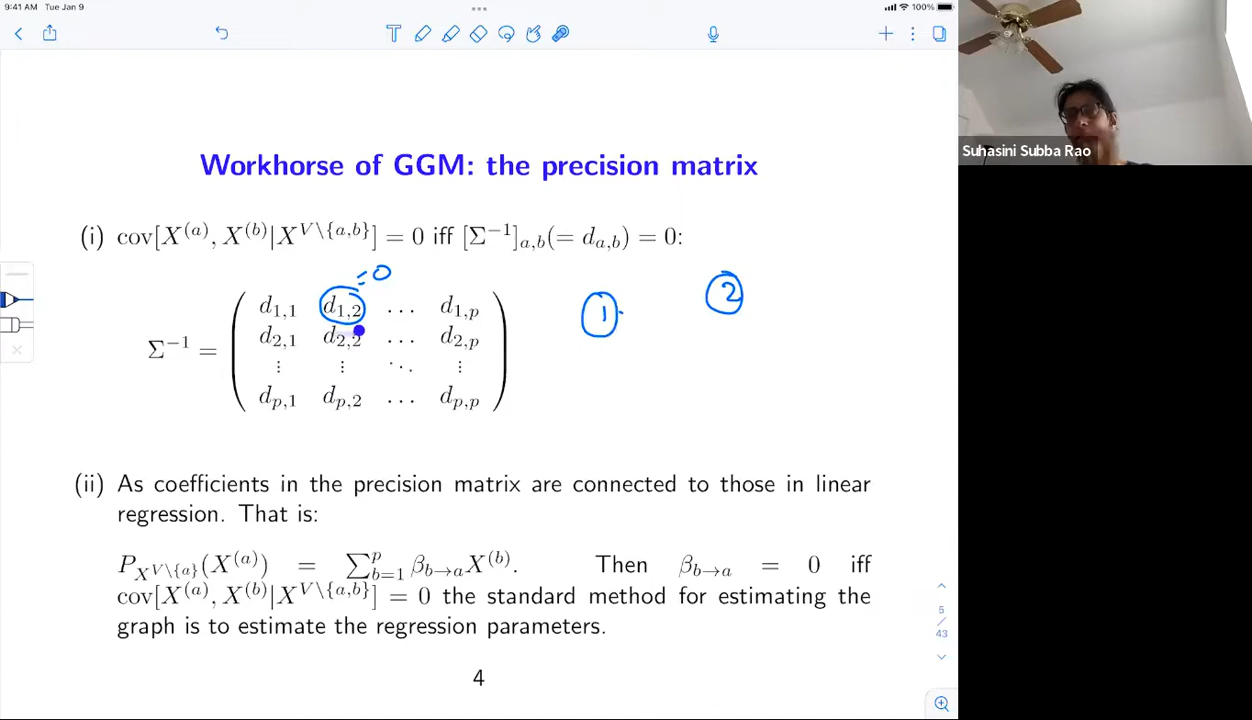 9:41 AM Tue Jan 9
100%
Workhorse of GGM: the precision matrix
(i) cov[X^{(a)}, X^{(b)}|X^{V\{a,b}}] = 0 iff [Σ^{−1}]_{a,b}(= d_{a,b}) = 0:
= 0
1
2
d_{1,1} d_{1,2} … d_{1,p}
d_{2,1} d_{2,2} … d_{2,p}
Σ^{−1} =
⋮ ⋮ ⋱ ⋮
d_{p,1} d_{p,2} … d_{p,p}
(ii) As coefficients in the precision matrix are connected to those in linear
regression. That is:
P_{X^{V\{a}}}(X^{(a)}) = ∑_{b=1}^{p} β_{b→a}X^{(b)}. Then β_{b→a} = 0 iff
cov[X^{(a)}, X^{(b)}|X^{V\{a,b}}] = 0 the standard method for estimating the
graph is to estimate the regression parameters.
4
5
/
43
Suhasini Subba Rao